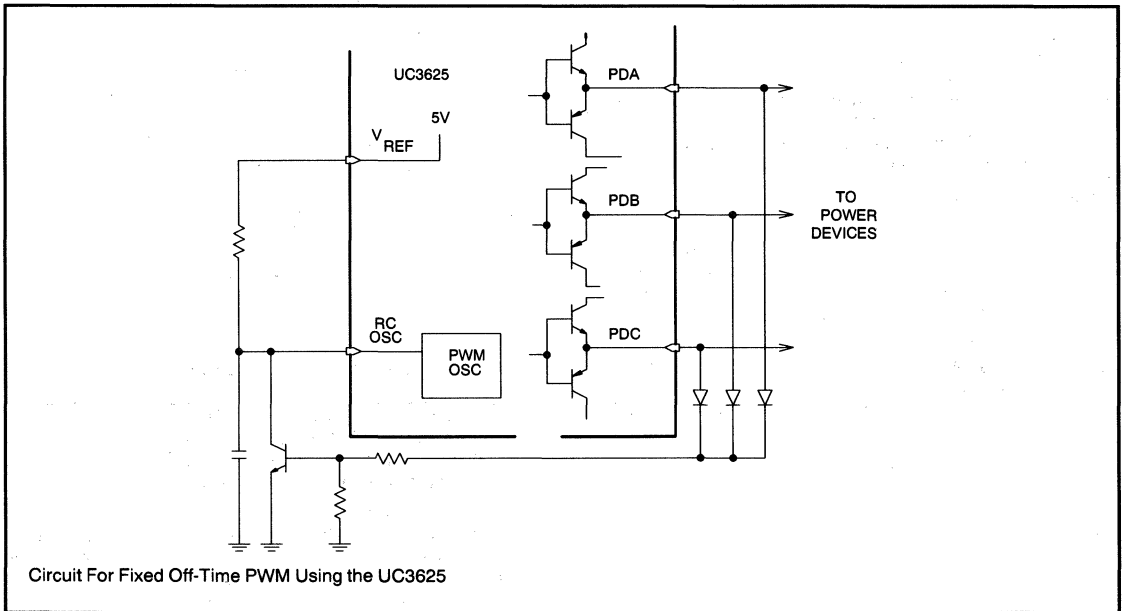 UC3625
5V
V REF
PDA
PDB
TO
POWER
DEVICES
RC
OSC
PWM
OSC
PDC
Circuit For Fixed Off-Time PWM Using the UC3625